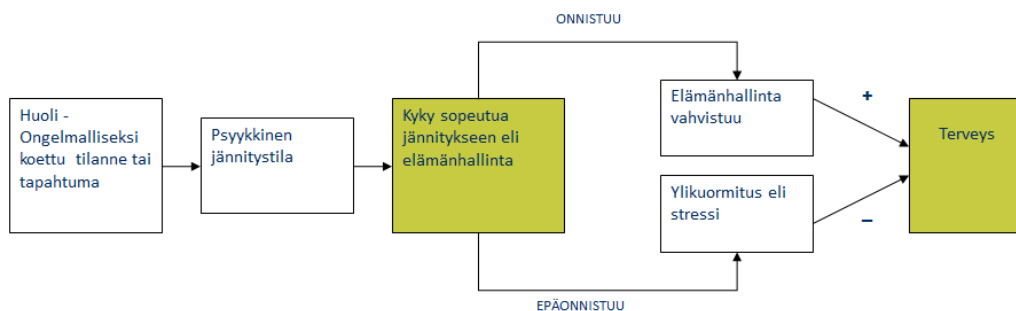 ONNISTUU
Huoli -
Ongelmalliseksi
koettu tilanne tai
tapahtuma
Psyykkinen
jännitystila
Kyky sopeutua
jännitykseen eli
elämänhallinta
Elämänhallinta
vahvistuu
+
Terveys
Ylikuormitus eli
stressi
–
EPÄONNISTUU